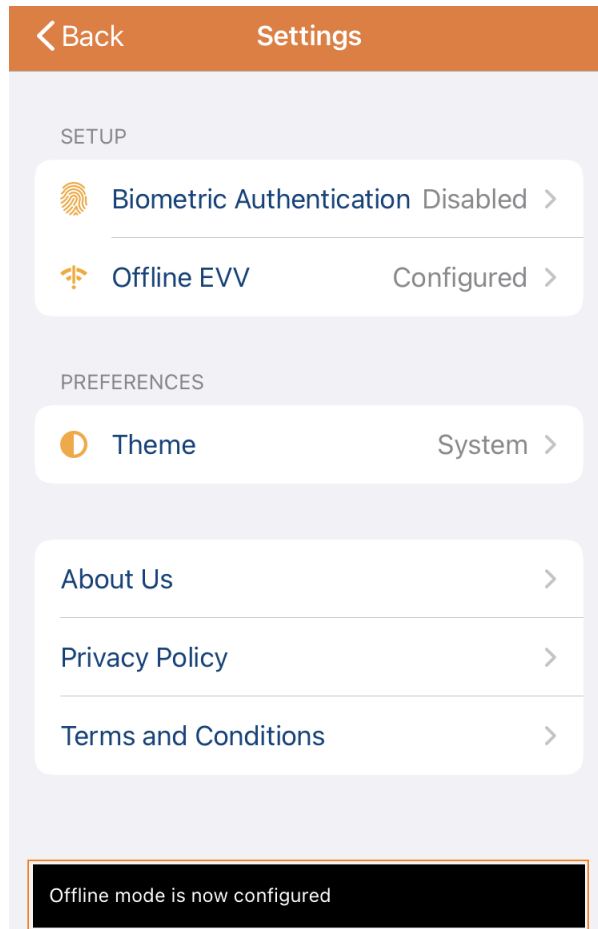 Back Settings
SETUP
Biometric Authentication Disabled
Offline EVV Configured
PREFERENCES
Theme System
About Us
Privacy Policy
Terms and Conditions
Offline mode is now configured